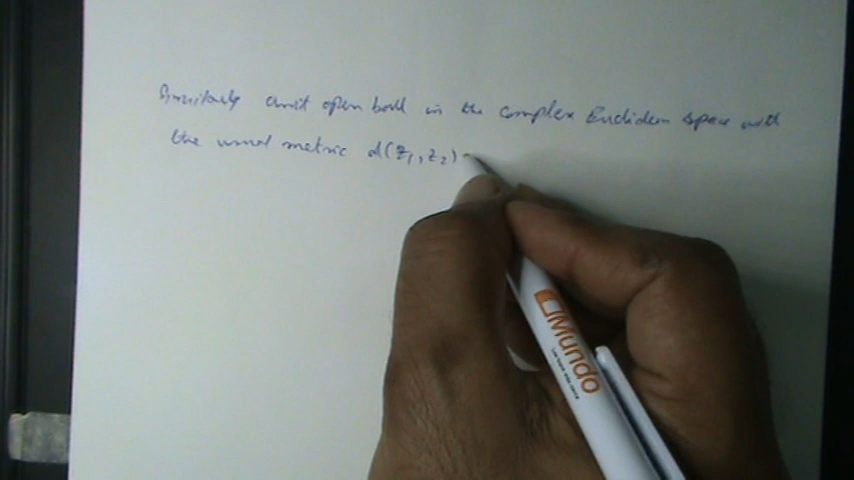 Similarly unit open ball in the complex Euclidean space with
the usual metric d(z₁, z₂) =
Mundo